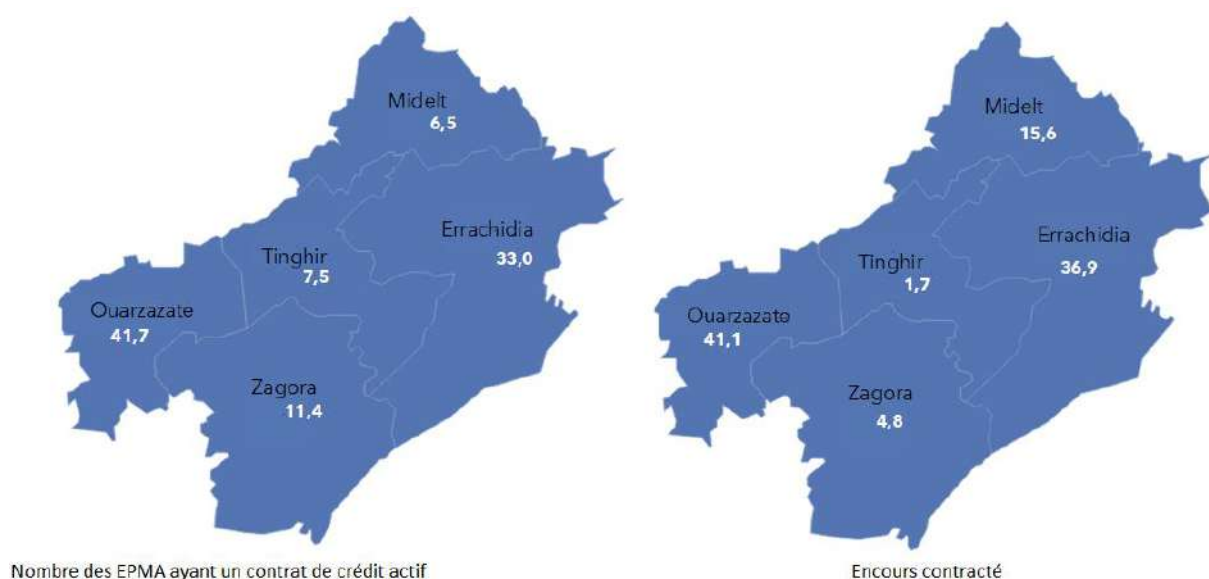 Midelt
6,5
Errachidia
33,0
Tinghir
7,5
Ouarzazate
41,7
Zagora
11,4
Nombre des EPMA ayant un contrat de crédit actif
Midelt
15,6
Errachidia
36,9
Tinghir
1,7
Ouarzazate
41,1
Zagora
4,8
Encours contracté